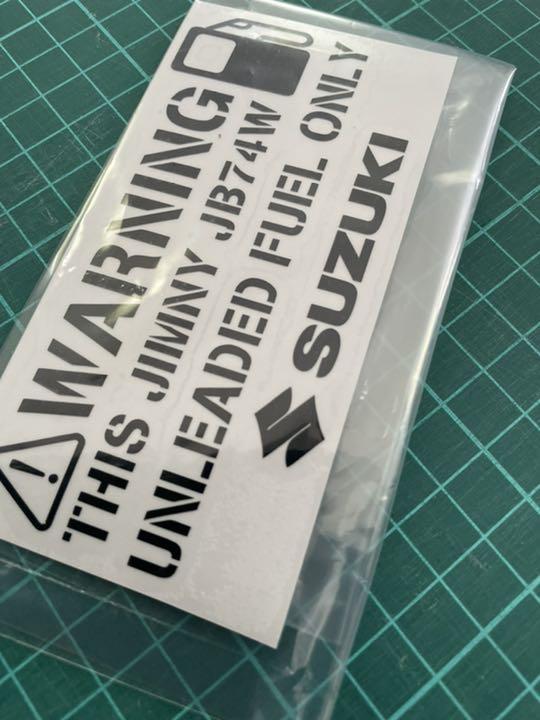 WARNING
THIS JIMNY JB74W
UNLEADED FUEL ONLY
SUZUKI